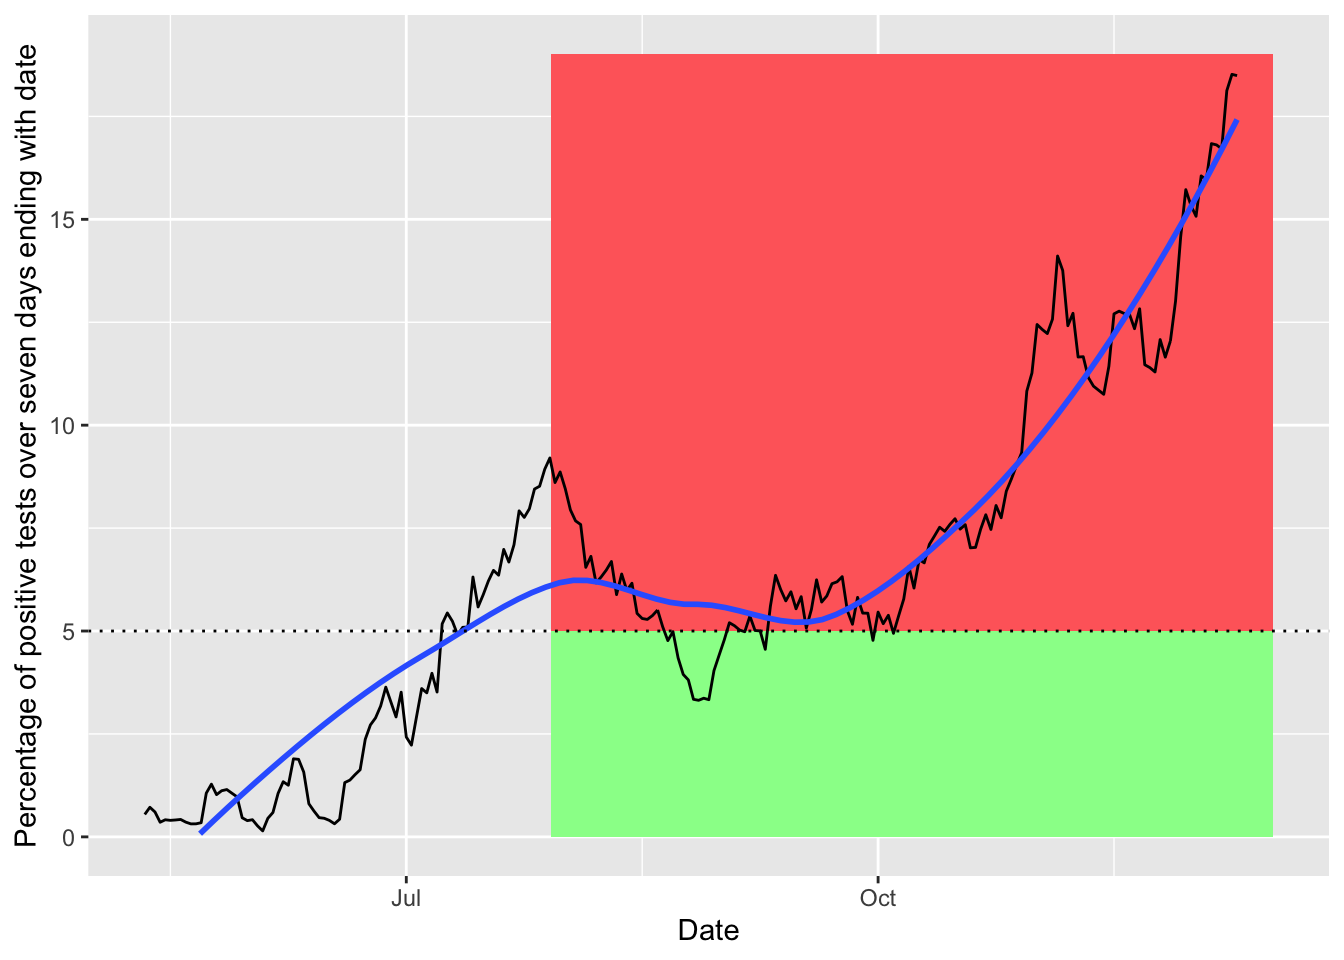 Percentage of positive tests over seven days ending with date
15
10
5
0
Jul
Oct
Date